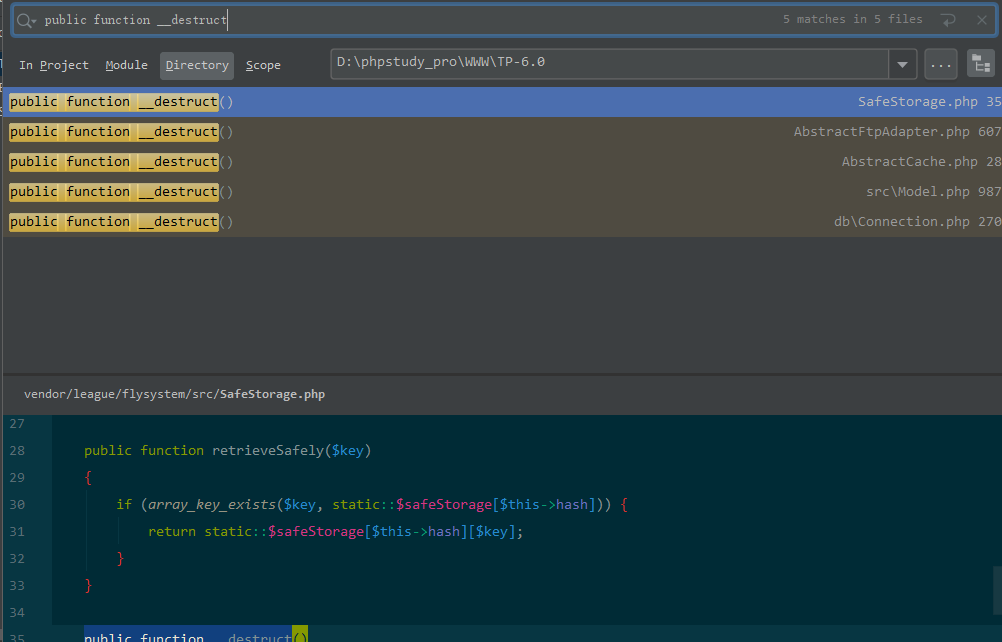 public function __destruct 5 matches in 5 files
In Project Module Directory Scope D:\phpstudy_pro\WWW\TP-6.0 ...
public function __destruct() SafeStorage.php 35
public function __destruct() AbstractFtpAdapter.php 607
public function __destruct() AbstractCache.php 28
public function __destruct() src\Model.php 987
public function __destruct() db\Connection.php 270
vendor/league/flysystem/src/SafeStorage.php
27
28 public function retrieveSafely($key)
29 {
30 if (array_key_exists($key, static::$safeStorage[$this->hash])) {
31 return static::$safeStorage[$this->hash][$key];
32 }
33 }
34
35 public function __destruct()